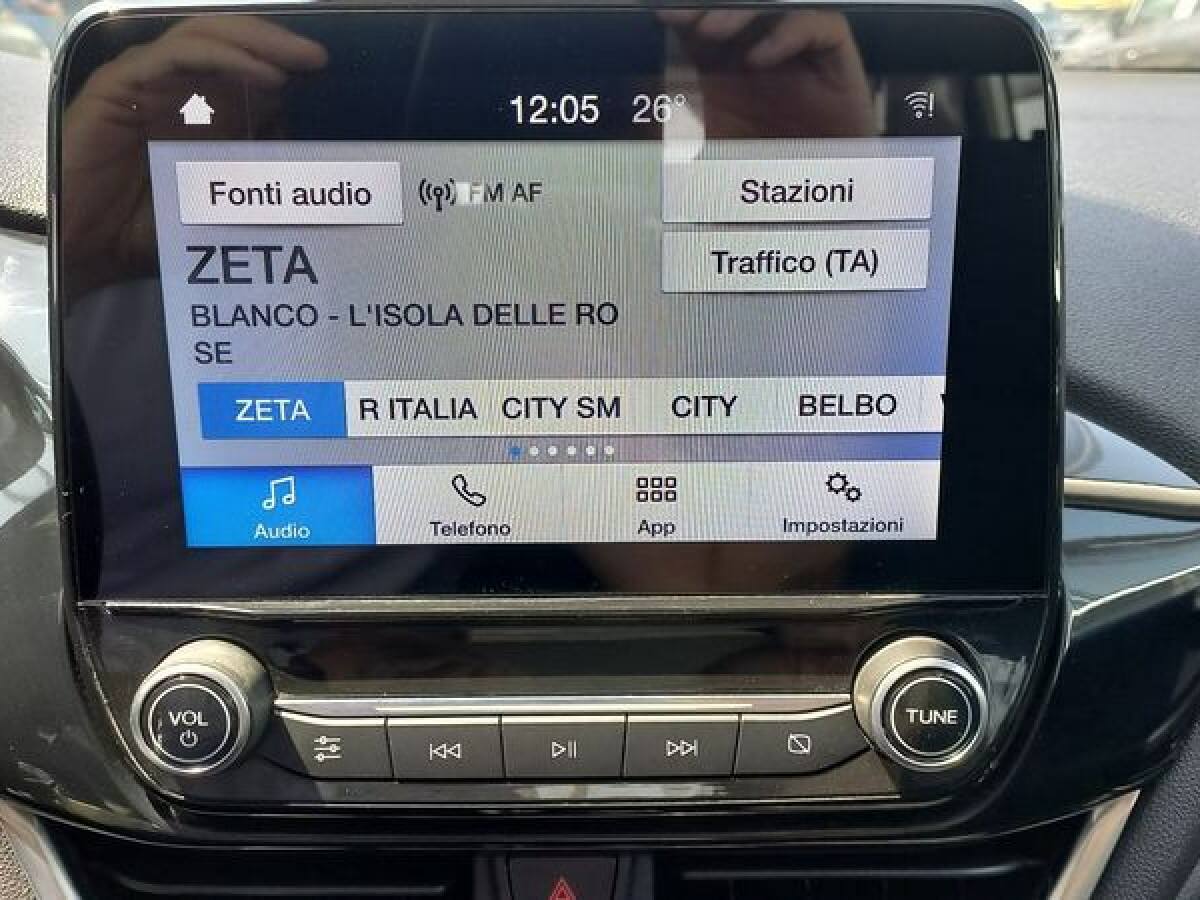 12:05 26°
Fonti audio FM AF Stazioni
Traffico (TA)
ZETA
BLANCO - L'ISOLA DELLE RO
SE
ZETA R ITALIA CITY SM CITY BELBO
Audio Telefono App Impostazioni
VOL
TUNE